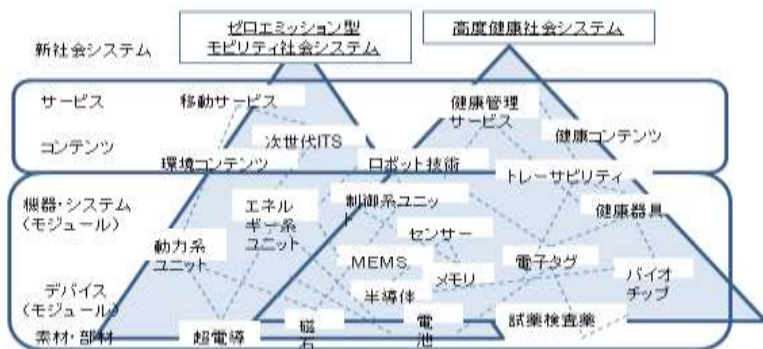 ゼロエミッション型
モビリティ社会システム
高度健康社会システム
新社会システム
サービス
移動サービス
健康管理
サービス
コンテンツ
次世代ITS
健康コンテンツ
環境コンテンツ
ロボット技術
トレーサビリティ
機器・システム
(モジュール)
エネル
ギー系
ユニット
制御系ユニッ
ト
健康器具
動力系
ユニット
センサー
MEMS
メモリ
電子タグ
バイオ
チップ
デバイス
(モジュール)
半導体
素材・部材
超電導
磁
石
電
池
試薬検査薬